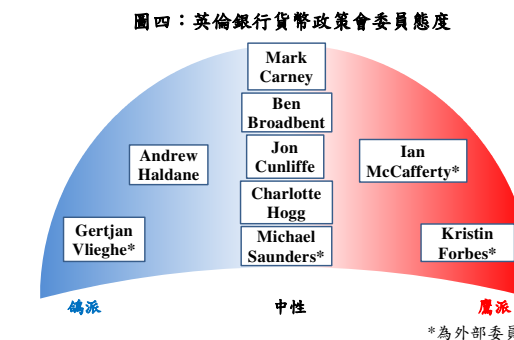 圖四：英倫銀行貨幣政策會委員態度
Mark
Carney
Ben
Broadbent
Jon
Cunliffe
Ian
McCafferty*
Andrew
Haldane
Charlotte
Hogg
Gertjan
Vlieghe*
Michael
Saunders*
Kristin
Forbes*
鴿派
中性
鷹派
*為外部委員